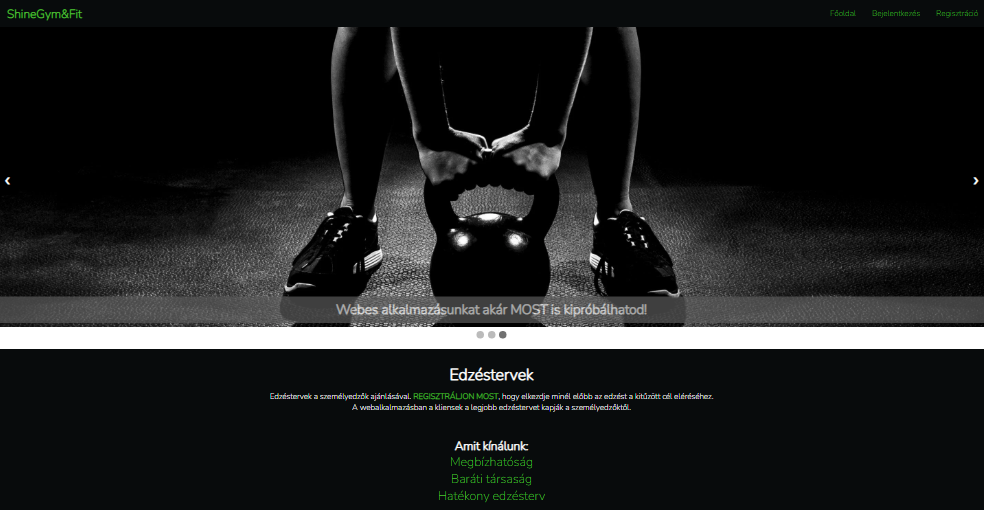 ShineGym&Fit
Főoldal Bejelentkezés Regisztráció
Webes alkalmazásunkat akár MOST is kipróbálhatod!
Edzéstervek
Edzéstervek a személyedzők ajánlásával. REGISZTRÁLJON MOST, hogy elkezdje minél előbb az edzést a kitűzött cél eléréséhez.
A webalkalmazásban a kliensek a legjobb edzéstervet kapják a személyedzőktől.
Amit kínálunk:
Megbízhatóság
Baráti társaság
Hatékony edzésterv